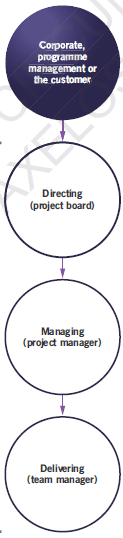 Corporate,
programme
management or
the customer
Directing
(project board)
Managing
(project manager)
Delivering
(team manager)